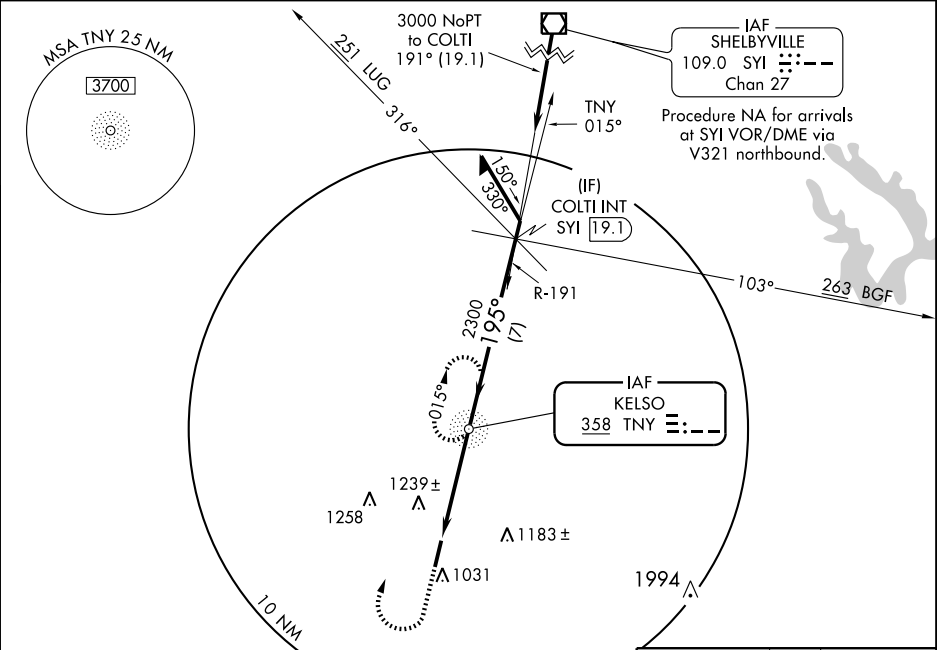 MSA TNY 25 NM
3700
251 LUG
316°
3000 NoPT
to COLTI
191° (19.1)
IAF
SHELBYVILLE
109.0 SYI
Chan 27
Procedure NA for arrivals
at SYI VOR/DME via
V321 northbound.
TNY
015°
150°
330°
(IF)
COLTI INT
SYI 19.1
R-191
103°
263 BGF
2300
195°
(7)
015°
IAF
KELSO
358 TNY
1239±
1258
1183±
1031
1994
10 NM